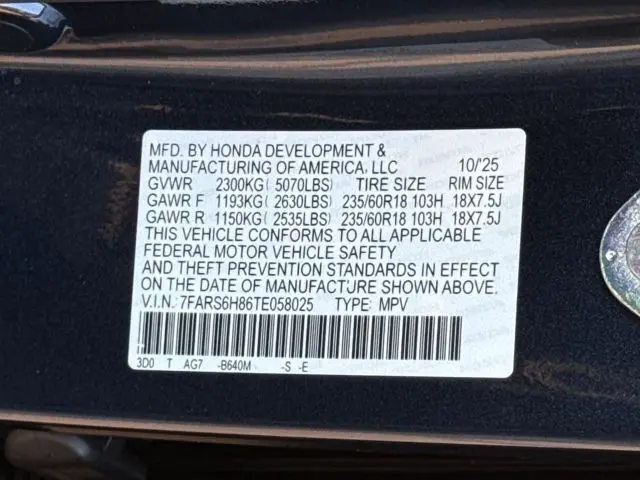 MFD. BY HONDA DEVELOPMENT &
MANUFACTURING OF AMERICA, LLC 10/'25
GVWR 2300KG( 5070LBS) TIRE SIZE RIM SIZE
GAWR F 1193KG( 2630LBS) 235/60R18 103H 18X7.5J
GAWR R 1150KG( 2535LBS) 235/60R18 103H 18X7.5J
THIS VEHICLE CONFORMS TO ALL APPLICABLE
FEDERAL MOTOR VEHICLE SAFETY
AND THEFT PREVENTION STANDARDS IN EFFECT
ON THE DATE OF MANUFACTURE SHOWN ABOVE.
V.I.N.: 7FARS6H86TE058025 TYPE: MPV
3D0 T AG7 -B640M -S -E